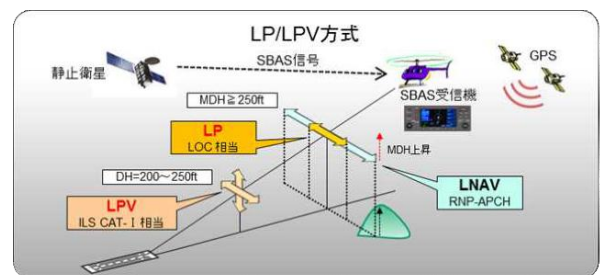 LP/LPV方式
静止衛星
SBAS信号
GPS
SBAS受信機
MDH≧250ft
LP
LOC相当
MDH上昇
DH=200～250ft
LNAV
RNP-APCH
LPV
ILS CAT-Ⅰ相当